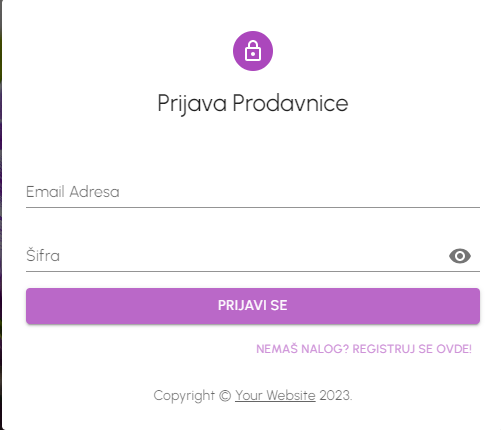 Prijava Prodavnice
Email Adresa
Šifra
PRIJAVI SE
NEMAŠ NALOG? REGISTRUJ SE OVDE!
Copyright © Your Website 2023.